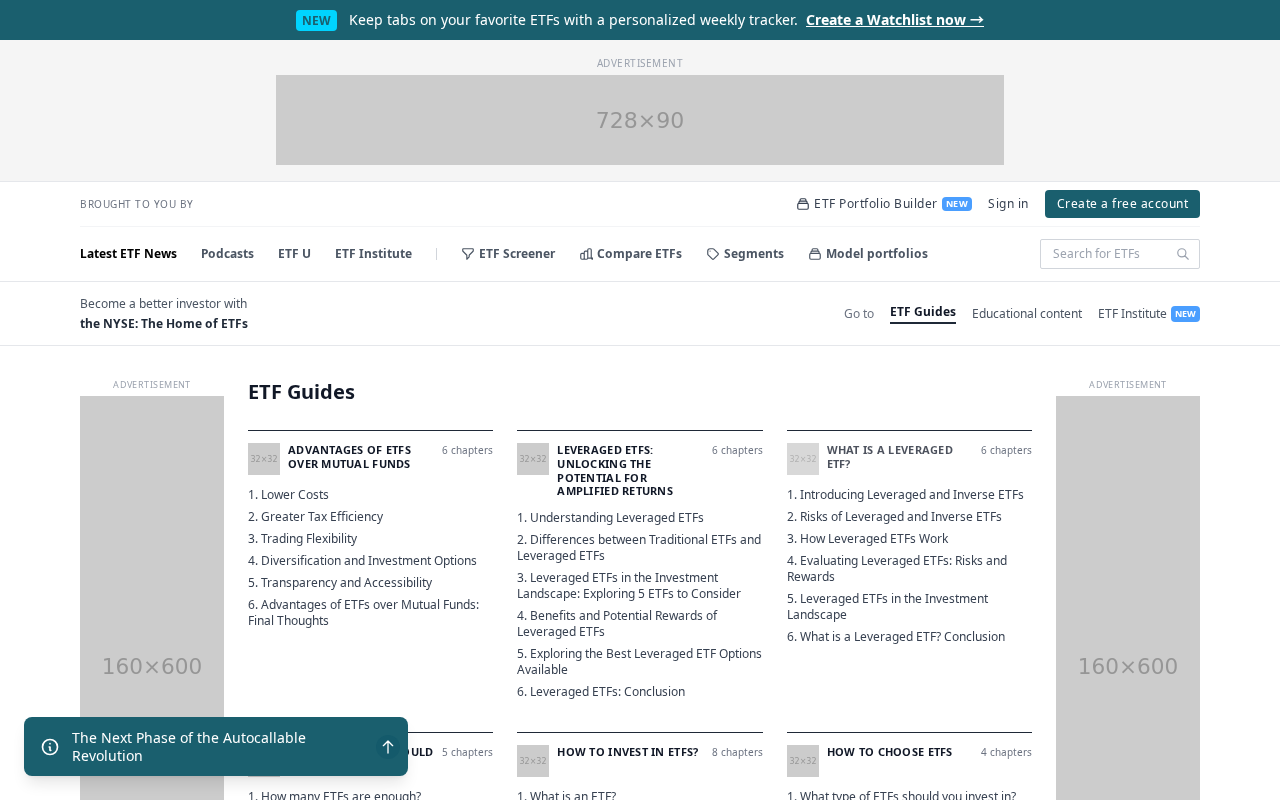 NEW Keep tabs on your favorite ETFs with a personalized weekly tracker. Create a Watchlist now →
ADVERTISEMENT
728×90
BROUGHT TO YOU BY
ETF Portfolio Builder NEW
Sign in
Create a free account
Latest ETF News
Podcasts
ETF U
ETF Institute
ETF Screener
Compare ETFs
Segments
Model portfolios
Search for ETFs
Become a better investor with
the NYSE: The Home of ETFs
Go to
ETF Guides
Educational content
ETF Institute NEW
ADVERTISEMENT
160×600
ETF Guides
32×32
ADVANTAGES OF ETFS
OVER MUTUAL FUNDS
6 chapters
1. Lower Costs
2. Greater Tax Efficiency
3. Trading Flexibility
4. Diversification and Investment Options
5. Transparency and Accessibility
6. Advantages of ETFs over Mutual Funds:
Final Thoughts
32×32
LEVERAGED ETFS:
UNLOCKING THE
POTENTIAL FOR
AMPLIFIED RETURNS
6 chapters
1. Understanding Leveraged ETFs
2. Differences between Traditional ETFs and
Leveraged ETFs
3. Leveraged ETFs in the Investment
Landscape: Exploring 5 ETFs to Consider
4. Benefits and Potential Rewards of
Leveraged ETFs
5. Exploring the Best Leveraged ETF Options
Available
6. Leveraged ETFs: Conclusion
32×32
WHAT IS A LEVERAGED
ETF?
6 chapters
1. Introducing Leveraged and Inverse ETFs
2. Risks of Leveraged and Inverse ETFs
3. How Leveraged ETFs Work
4. Evaluating Leveraged ETFs: Risks and
Rewards
5. Leveraged ETFs in the Investment
Landscape
6. What is a Leveraged ETF? Conclusion
ADVERTISEMENT
160×600
The Next Phase of the Autocallable
Revolution
5 chapters
1. How many ETFs are enough?
32×32
HOW TO INVEST IN ETFS?
8 chapters
1. What is an ETF?
32×32
HOW TO CHOOSE ETFS
4 chapters
1. What type of ETFs should you invest in?